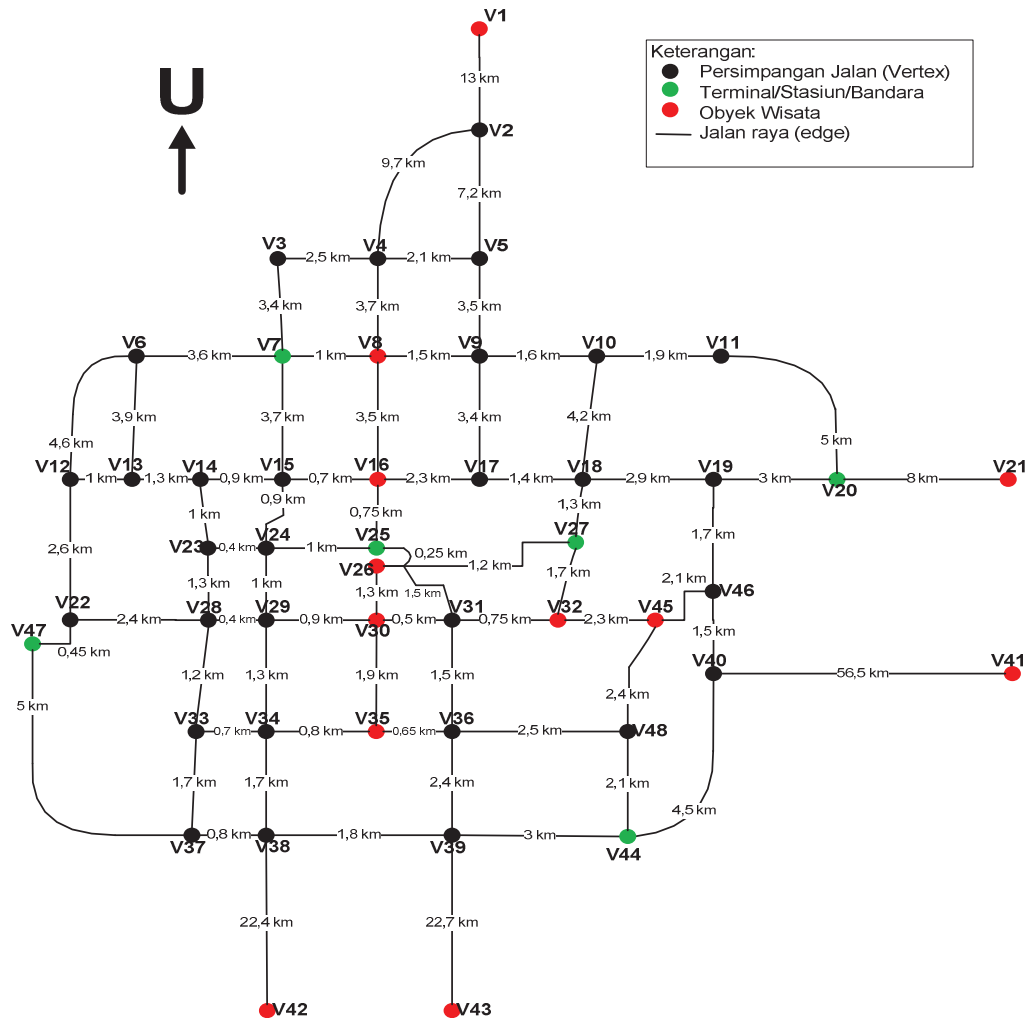 V1
Keterangan:
Persimpangan Jalan (Vertex)
Terminal/Stasiun/Bandara
Obyek Wisata
Jalan raya (edge)
U
13 km
V2
9,7 km
7,2 km
V3
V4
V5
2,5 km
2,1 km
3,4 km
3,7 km
3,5 km
V6
V7
V8
V9
V10
V11
3,6 km
1 km
1,5 km
1,6 km
1,9 km
3,9 km
3,7 km
3,5 km
3,4 km
4,2 km
4,6 km
5 km
V12
V13
V14
V15
V16
V17
V18
V19
V20
V21
1 km
1,3 km
0,9 km
0,7 km
2,3 km
1,4 km
2,9 km
3 km
8 km
0,9 km
1 km
0,75 km
1,3 km
1,7 km
V23
V24
V25
V27
0,4 km
1 km
0,25 km
2,6 km
V26
1,2 km
1,3 km
1 km
1,3 km
1,5 km
1,7 km
2,1 km
V46
V22
V28
V29
V30
V31
V32
V45
2,4 km
0,4 km
0,9 km
0,5 km
0,75 km
2,3 km
V47
0,45 km
1,5 km
1,2 km
1,3 km
1,9 km
1,5 km
2,4 km
V40
56,5 km
V41
5 km
V33
V34
V35
V36
V48
0,7 km
0,8 km
0,65 km
2,5 km
1,7 km
1,7 km
2,4 km
2,1 km
4,5 km
V37
0,8 km
V38
1,8 km
V39
3 km
V44
22,4 km
22,7 km
V42
V43